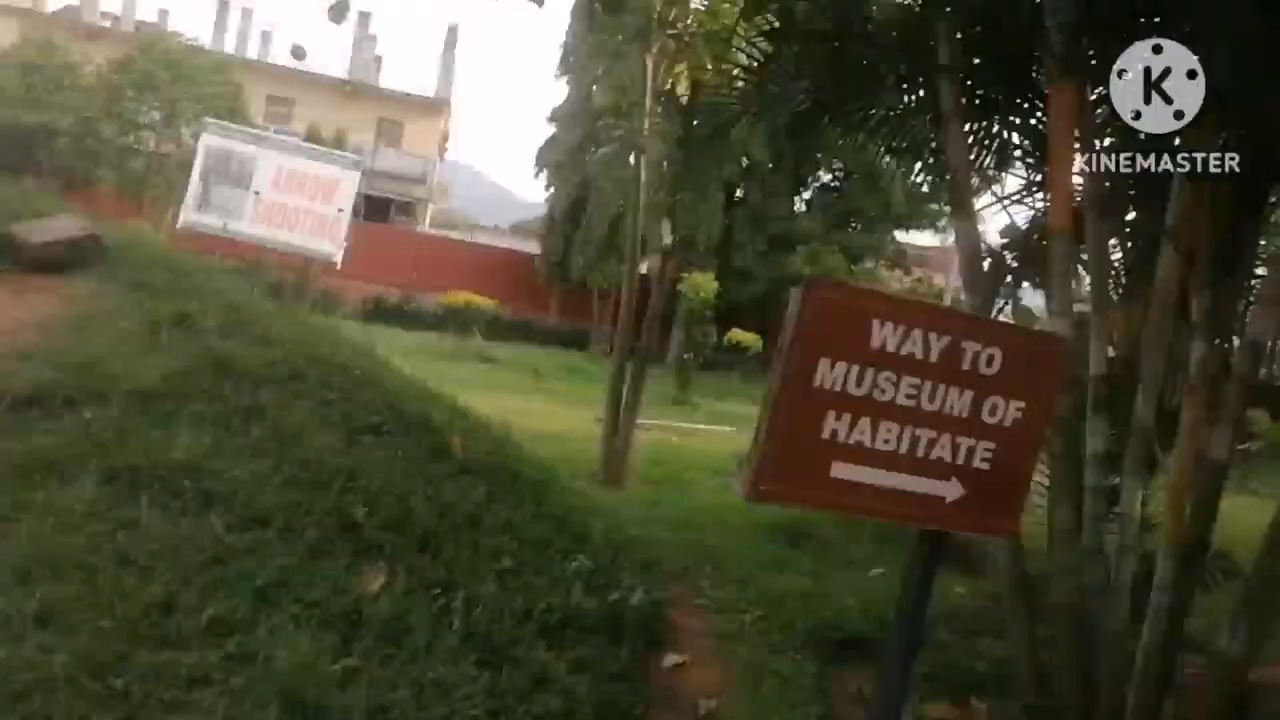 ARROW
SHOOTING
WAY TO
MUSEUM OF
HABITATE
K
KINEMASTER